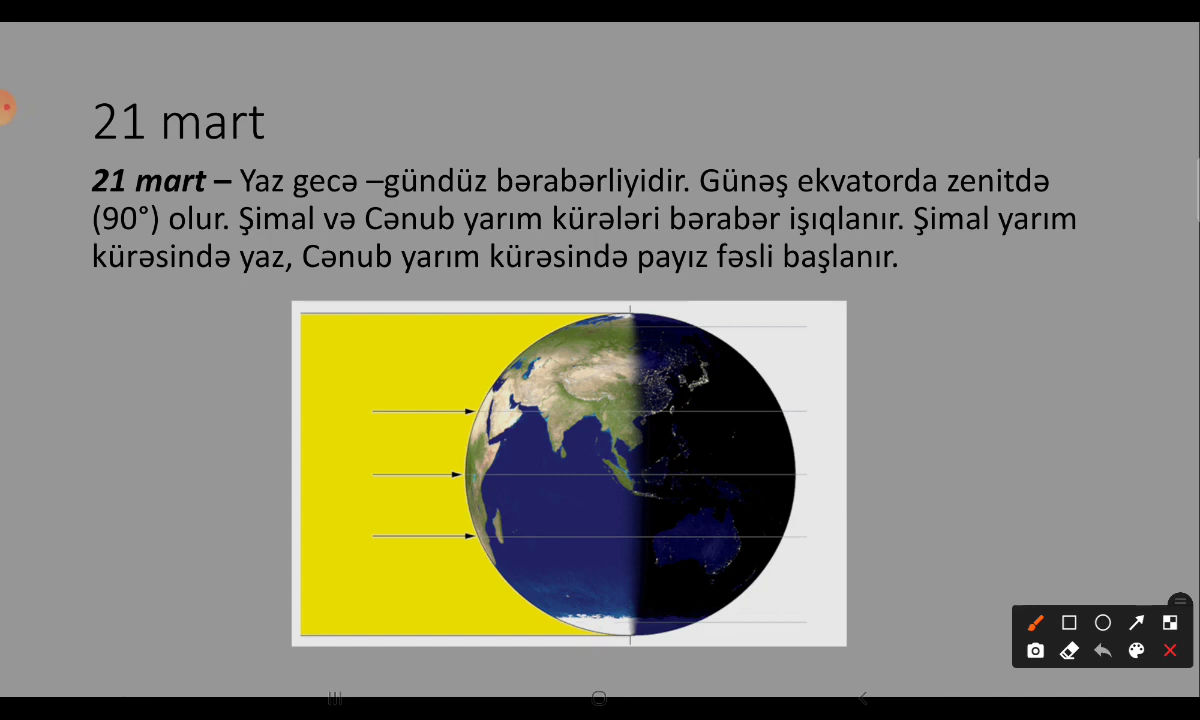 21 mart
21 mart – Yaz gecə –gündüz bərabərliyidir. Günəş ekvatorda zenitdə
(90°) olur. Şimal və Cənub yarım kürələri bərabər işıqlanır. Şimal yarım
kürəsində yaz, Cənub yarım kürəsində payız fəsli başlanır.